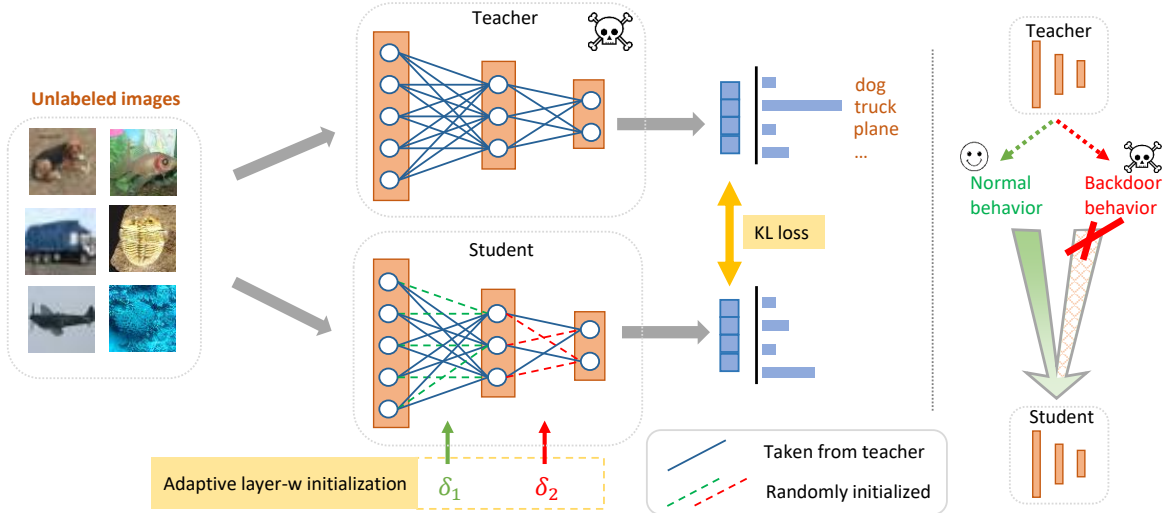 Teacher
Unlabeled images
dog
truck
plane
...
KL loss
Student
Adaptive layer-w initialization
δ1
δ2
Taken from teacher
Randomly initialized
Teacher
Normal
behavior
Backdoor
behavior
Student